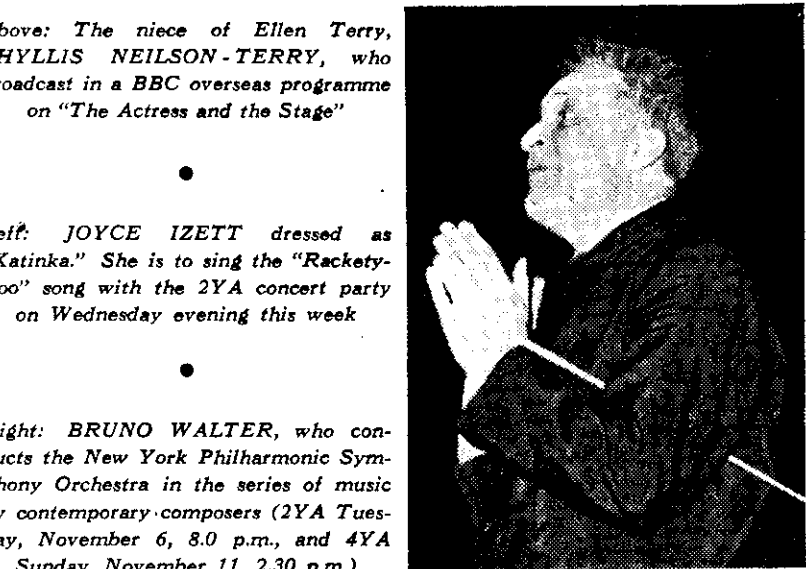 bove: The niece of Ellen Terry,
HYLLIS NEILSON-TERRY, who
roadcast in a BBC overseas programme
on "The Actress and the Stage"
eft: JOYCE IZETT dressed as
Katinka." She is to sing the "Rackety-
oo" song with the 2YA concert party
on Wednesday evening this week
ight: BRUNO WALTER, who con-
ucts the New York Philharmonic Sym-
hony Orchestra in the series of music
y contemporary composers (2YA Tues-
ay, November 6, 8.0 p.m., and 4YA
Sunday, November 11, 2.30 p.m.)